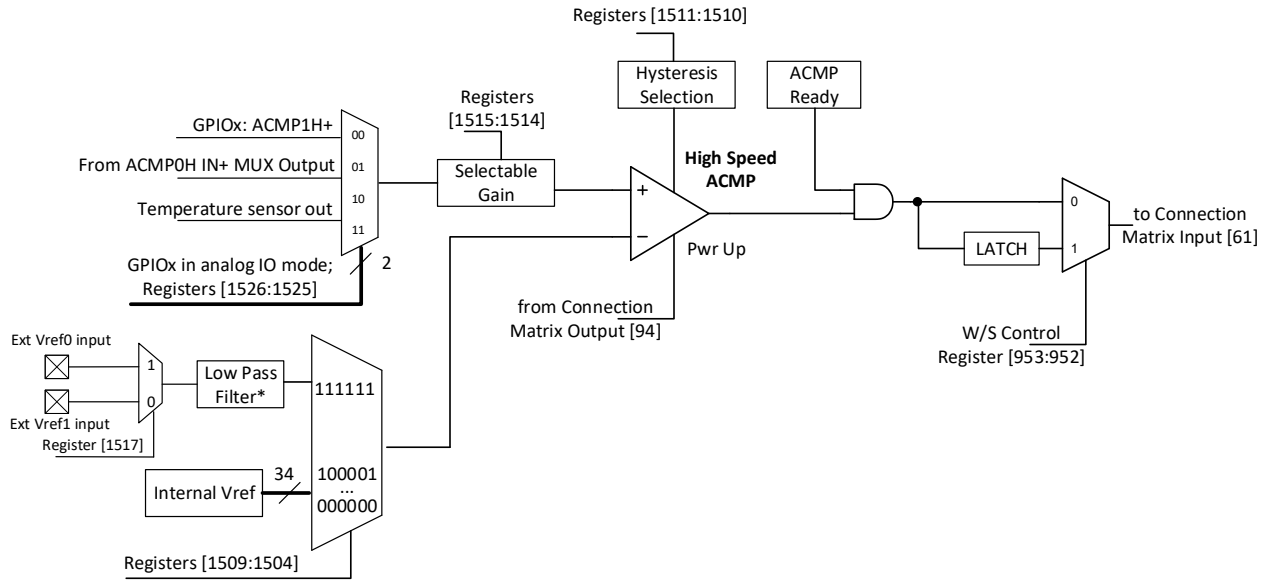 Registers [1511:1510]
Hysteresis
Selection
ACMP
Ready
Registers
[1515:1514]
GPIOx: ACMP1H+
00
From ACMP0H IN+ MUX Output
01
Selectable
Gain
High Speed
ACMP
+
10
0
Temperature sensor out
11
to Connection
Matrix Input [61]
−
LATCH
1
Pwr Up
GPIOx in analog IO mode;
2
Registers [1526:1525]
from Connection
Matrix Output [94]
W/S Control
Register [953:952]
Ext Vref0 input
1
Low Pass
Filter*
111111
0
Ext Vref1 input
Register [1517]
34
Internal Vref
100001
...
000000
Registers [1509:1504]